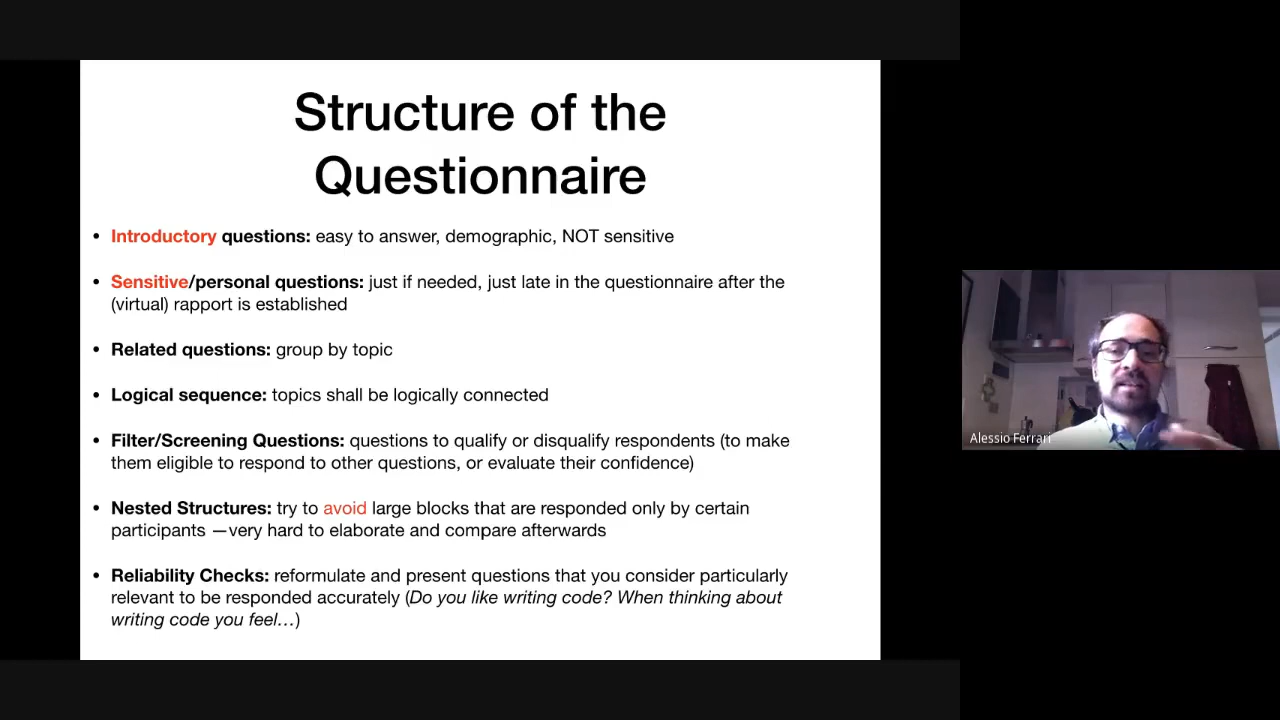 Structure of the
Questionnaire
• Introductory questions: easy to answer, demographic, NOT sensitive
• Sensitive/personal questions: just if needed, just late in the questionnaire after the
(virtual) rapport is established
• Related questions: group by topic
• Logical sequence: topics shall be logically connected
• Filter/Screening Questions: questions to qualify or disqualify respondents (to make
them eligible to respond to other questions, or evaluate their confidence)
• Nested Structures: try to avoid large blocks that are responded only by certain
participants —very hard to elaborate and compare afterwards
• Reliability Checks: reformulate and present questions that you consider particularly
relevant to be responded accurately (Do you like writing code? When thinking about
writing code you feel…)
Alessio Ferrari